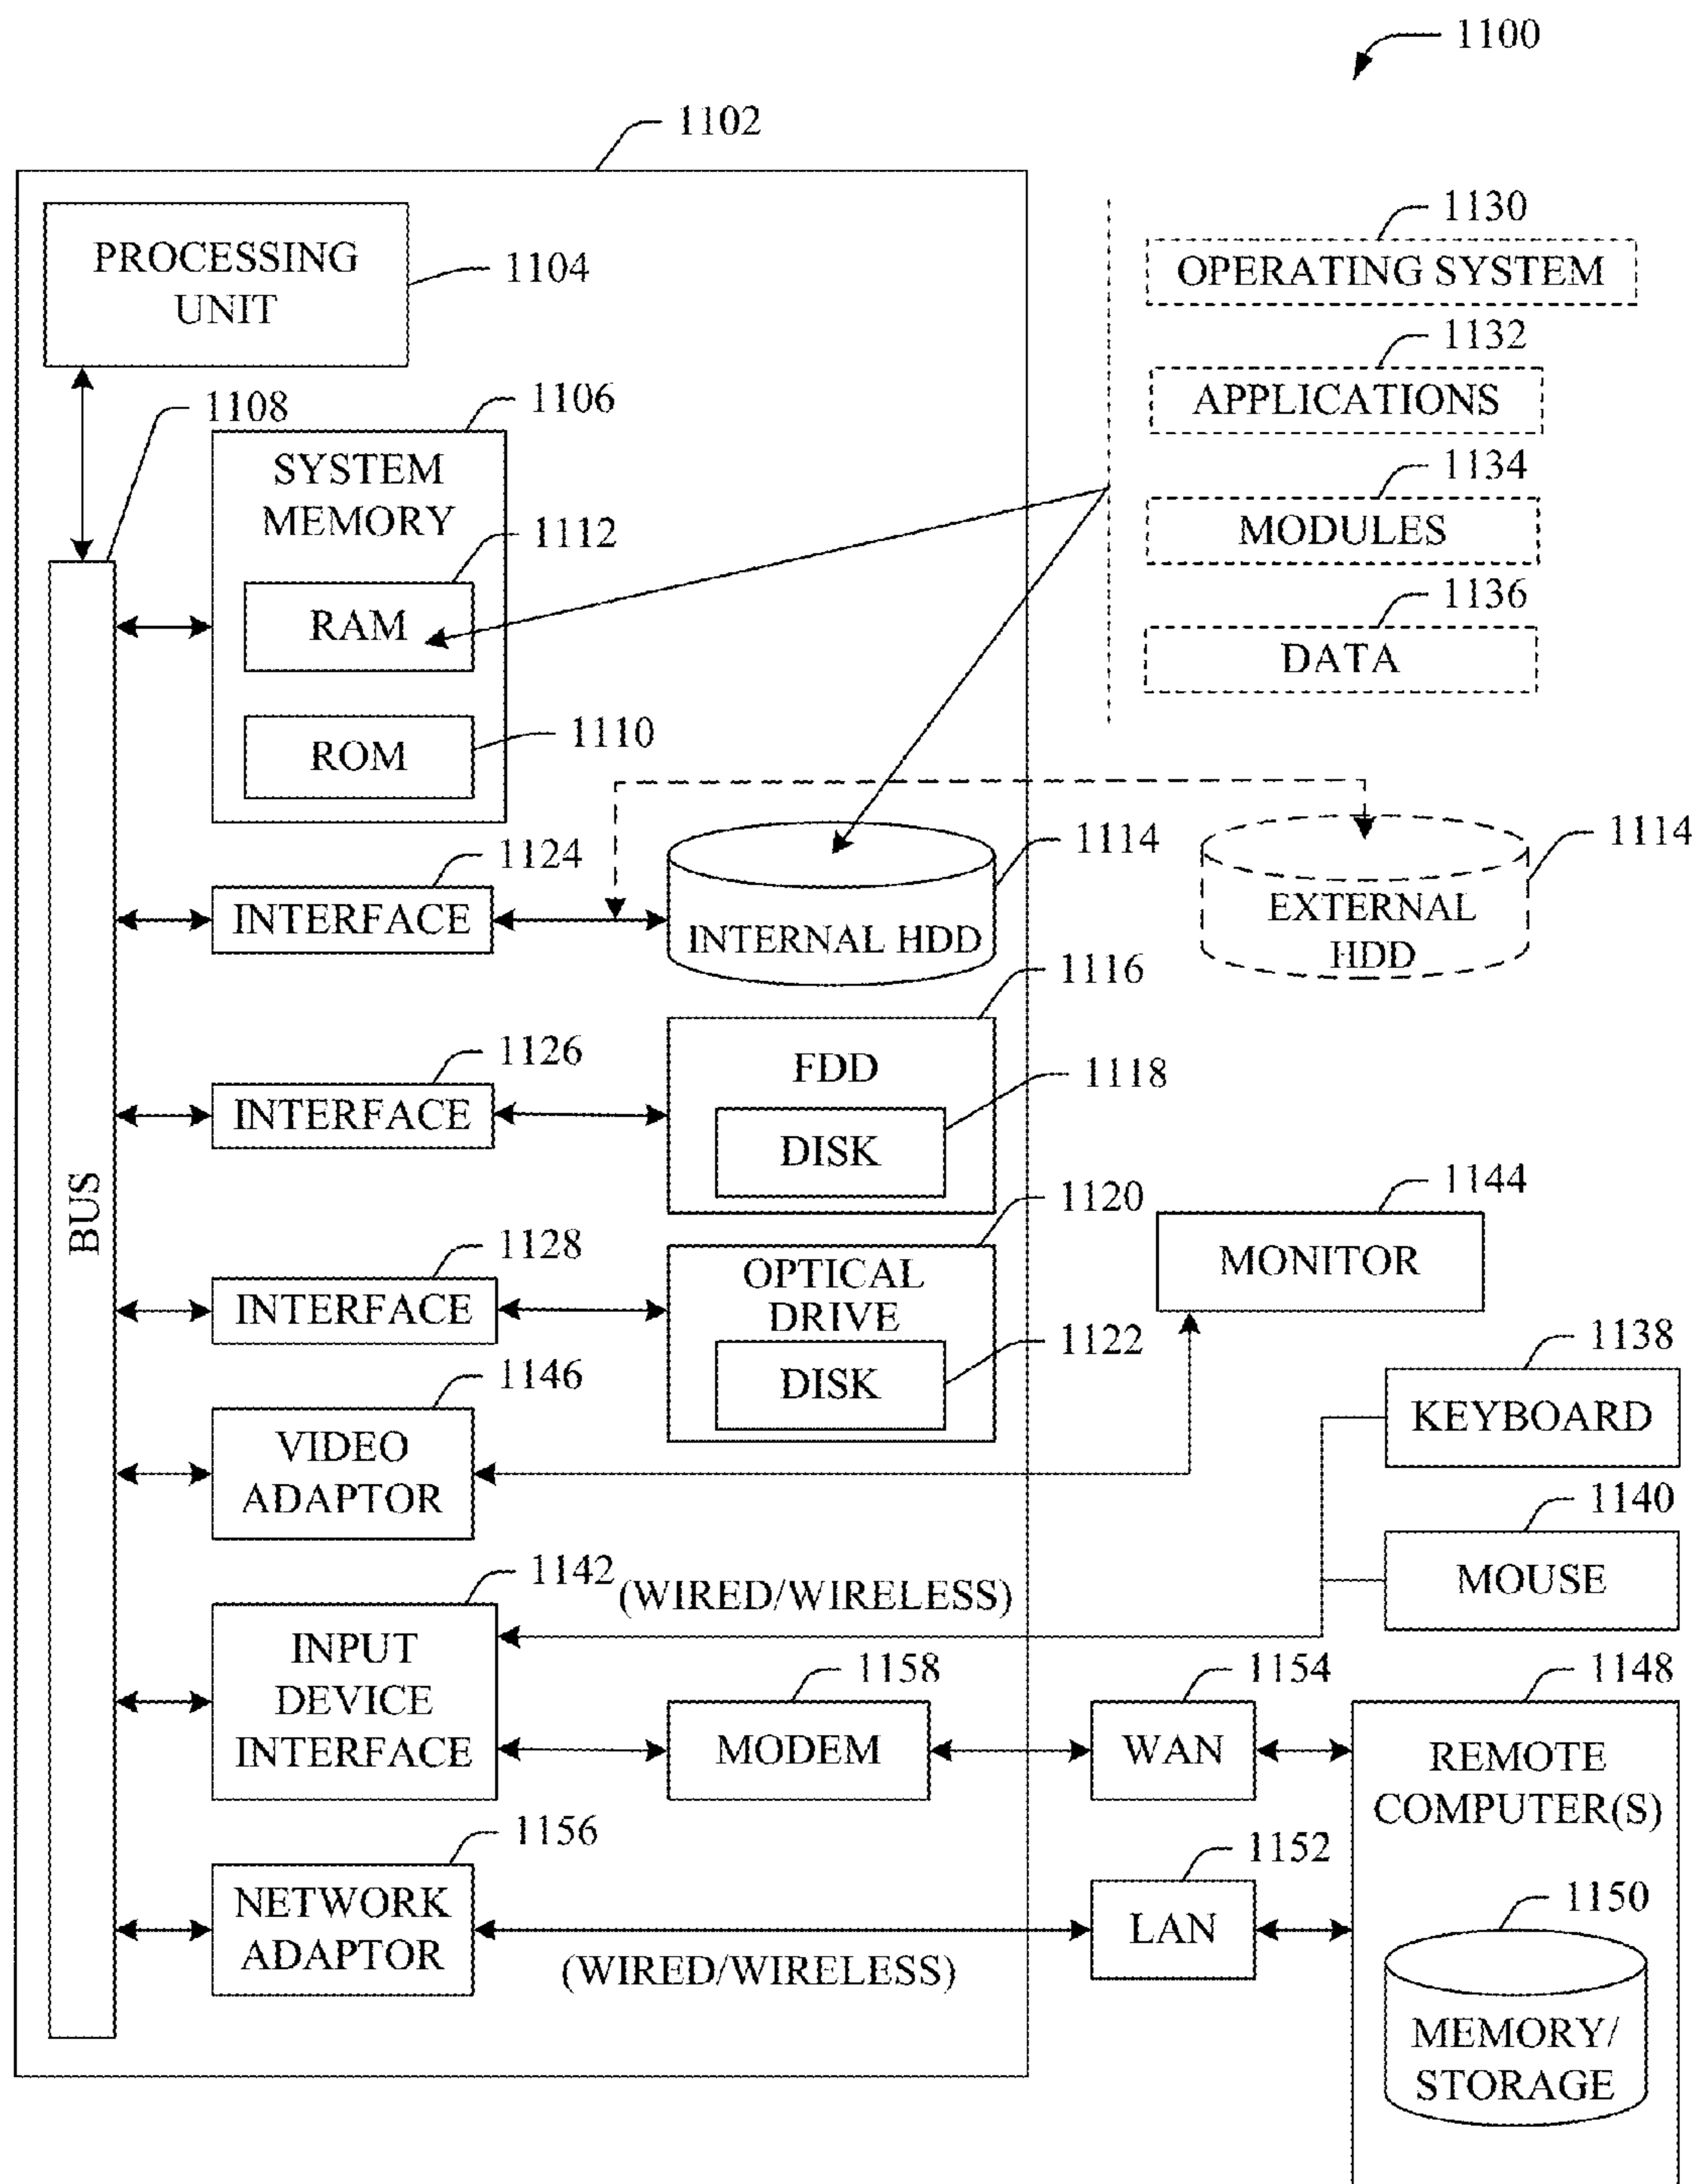 1100
1102
PROCESSING
UNIT
1104
1130
OPERATING SYSTEM
1132
APPLICATIONS
1134
MODULES
1136
DATA
1108
1106
SYSTEM
MEMORY
1112
RAM
1110
ROM
1124
INTERFACE
1114
INTERNAL HDD
1114
EXTERNAL
HDD
1126
INTERFACE
1116
FDD
1118
DISK
BUS
1128
INTERFACE
1120
OPTICAL
DRIVE
1122
DISK
1144
MONITOR
1146
VIDEO
ADAPTOR
1138
KEYBOARD
1140
MOUSE
1142
(WIRED/WIRELESS)
INPUT
DEVICE
INTERFACE
1158
MODEM
1154
WAN
1148
REMOTE
COMPUTER(S)
1156
NETWORK
ADAPTOR
(WIRED/WIRELESS)
1152
LAN
1150
MEMORY/
STORAGE